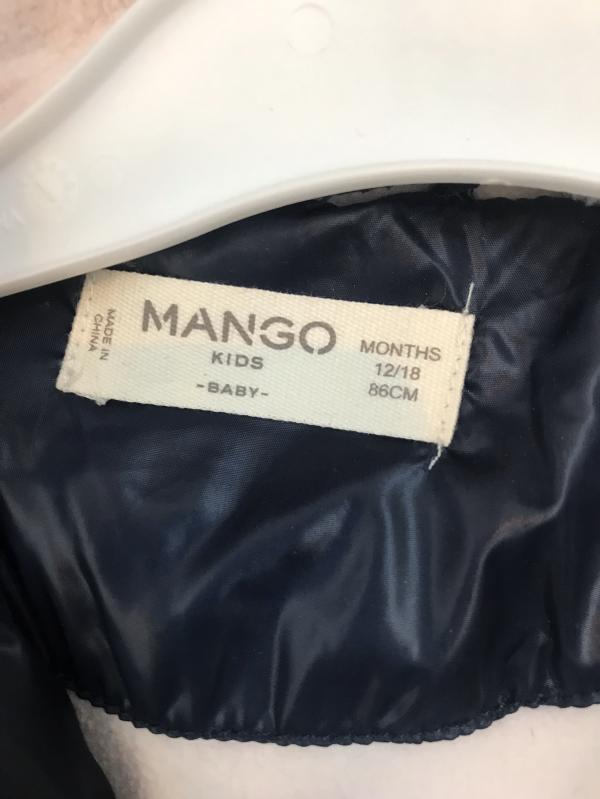 MADE IN
CHINA
MANGO
KIDS
-BABY-
MONTHS
12/18
86CM